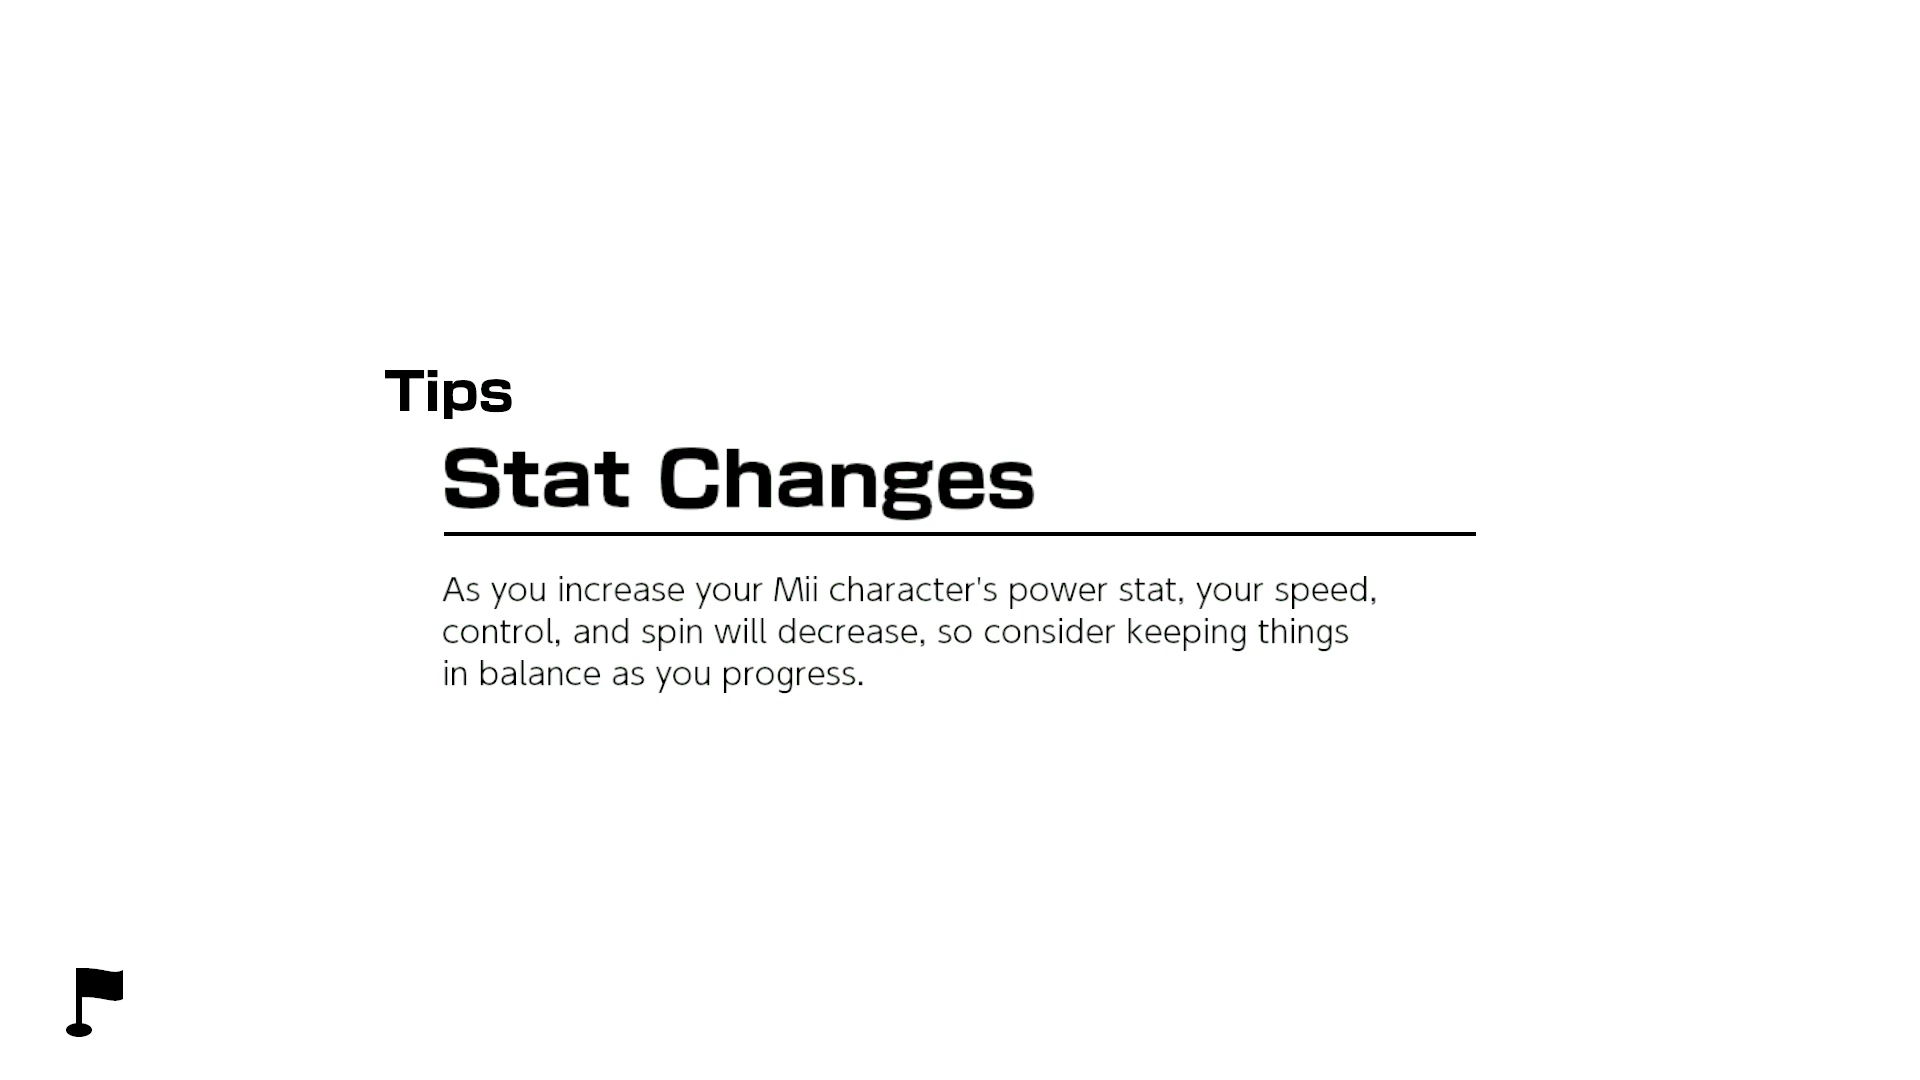 Tips
Stat Changes
As you increase your Mii character's power stat, your speed,
control, and spin will decrease, so consider keeping things
in balance as you progress.